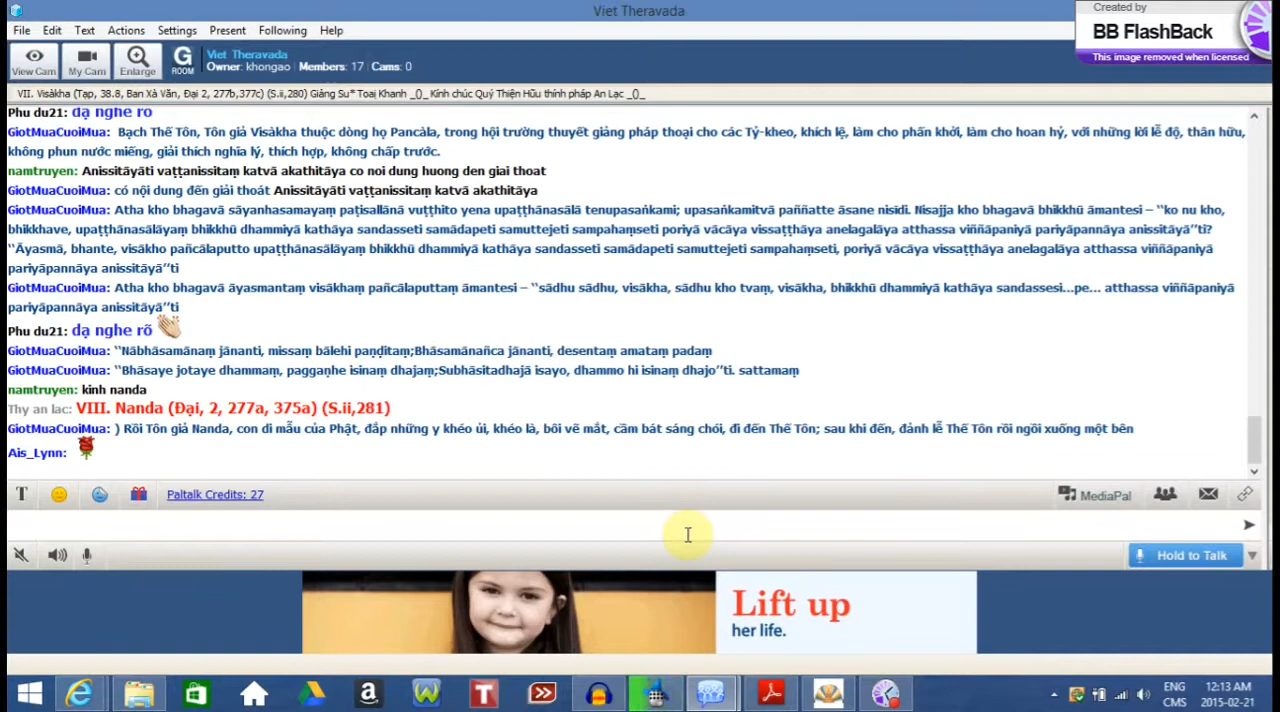 Viet Theravada
Created by
BB FlashBack
This image removed when licensed
File Edit Text Actions Settings Present Following Help
View Cam My Cam Enlarge G ROOM
Viet Theravada
Owner: khongao Members: 17 Cams: 0
VII. Visàkha (Tạp, 38.8, Ban Xà Văn, Đại 2, 277b,377c) (S.ii,280) Giảng Su* Toaị Khanh _()_ Kính chúc Quý Thiện Hữu thính pháp An Lạc _()_
Phu du21: dạ nghe ro
GiotMuaCuoiMua: Bạch Thế Tôn, Tôn giả Visàkha thuộc dòng họ Pancàla, trong hội trường thuyết giảng pháp thoại cho các Tỷ-kheo, khích lệ, làm cho phấn khởi, làm cho hoan hỷ, với những lời lễ độ, thân hữu,
không phun nước miếng, giải thích nghĩa lý, thích hợp, không chấp trước.
namtruyen: Anissitāyāti vaṭṭanissitaṃ katvā akathitāya co noi dung huong den giai thoat
GiotMuaCuoiMua: có nội dung đến giải thoát Anissitāyāti vaṭṭanissitaṃ katvā akathitāya
GiotMuaCuoiMua: Atha kho bhagavā sāyanhasamayaṃ paṭisallānā vuṭṭhito yena upaṭṭhānasālā tenupasaṅkami; upasaṅkamitvā paññatte āsane nisīdi. Nisajja kho bhagavā bhikkhū āmantesi – “ko nu kho,
bhikkhave, upaṭṭhānasālāyaṃ bhikkhū dhammiyā kathāya sandasseti samādapeti samuttejeti sampahaṃseti poriyā vācāya vissaṭṭhāya anelagalāya atthassa viññāpaniyā pariyāpannāya anissitāyā”ti?
“Āyasmā, bhante, visākho pañcālaputto upaṭṭhānasālāyaṃ bhikkhū dhammiyā kathāya sandasseti samādapeti samuttejeti sampahaṃseti, poriyā vācāya vissaṭṭhāya anelagalāya atthassa viññāpaniyā
pariyāpannāya anissitāyā”ti
GiotMuaCuoiMua: Atha kho bhagavā āyasmantaṃ visākhaṃ pañcālaputtaṃ āmantesi – “sādhu sādhu, visākha, sādhu kho tvaṃ, visākha, bhikkhū dhammiyā kathāya sandassesi...pe... atthassa viññāpaniyā
pariyāpannāya anissitāyā”ti
Phu du21: dạ nghe rõ
GiotMuaCuoiMua: “Nābhāsamānaṃ jānanti, missaṃ bālehi paṇḍitaṃ;Bhāsamānañca jānanti, desentaṃ amataṃ padaṃ
GiotMuaCuoiMua: “Bhāsaye jotaye dhammaṃ, paggaṇhe isinaṃ dhajaṃ;Subhāsitadhajā isayo, dhammo hi isinaṃ dhajo”ti. sattamaṃ
namtruyen: kinh nanda
Thy an lac: VIII. Nanda (Đại, 2, 277a, 375a) (S.ii,281)
GiotMuaCuoiMua: ) Rồi Tôn giả Nanda, con di mẫu của Phật, đắp những y khéo ủi, khéo là, bôi vẽ mắt, cầm bát sáng chói, đi đến Thế Tôn; sau khi đến, đảnh lễ Thế Tôn rồi ngồi xuống một bên
Ais_Lynn:
T Paltalk Credits: 27 MediaPal
Hold to Talk
Lift up
her life.
ENG 12:13 AM
CMS 2015-02-21